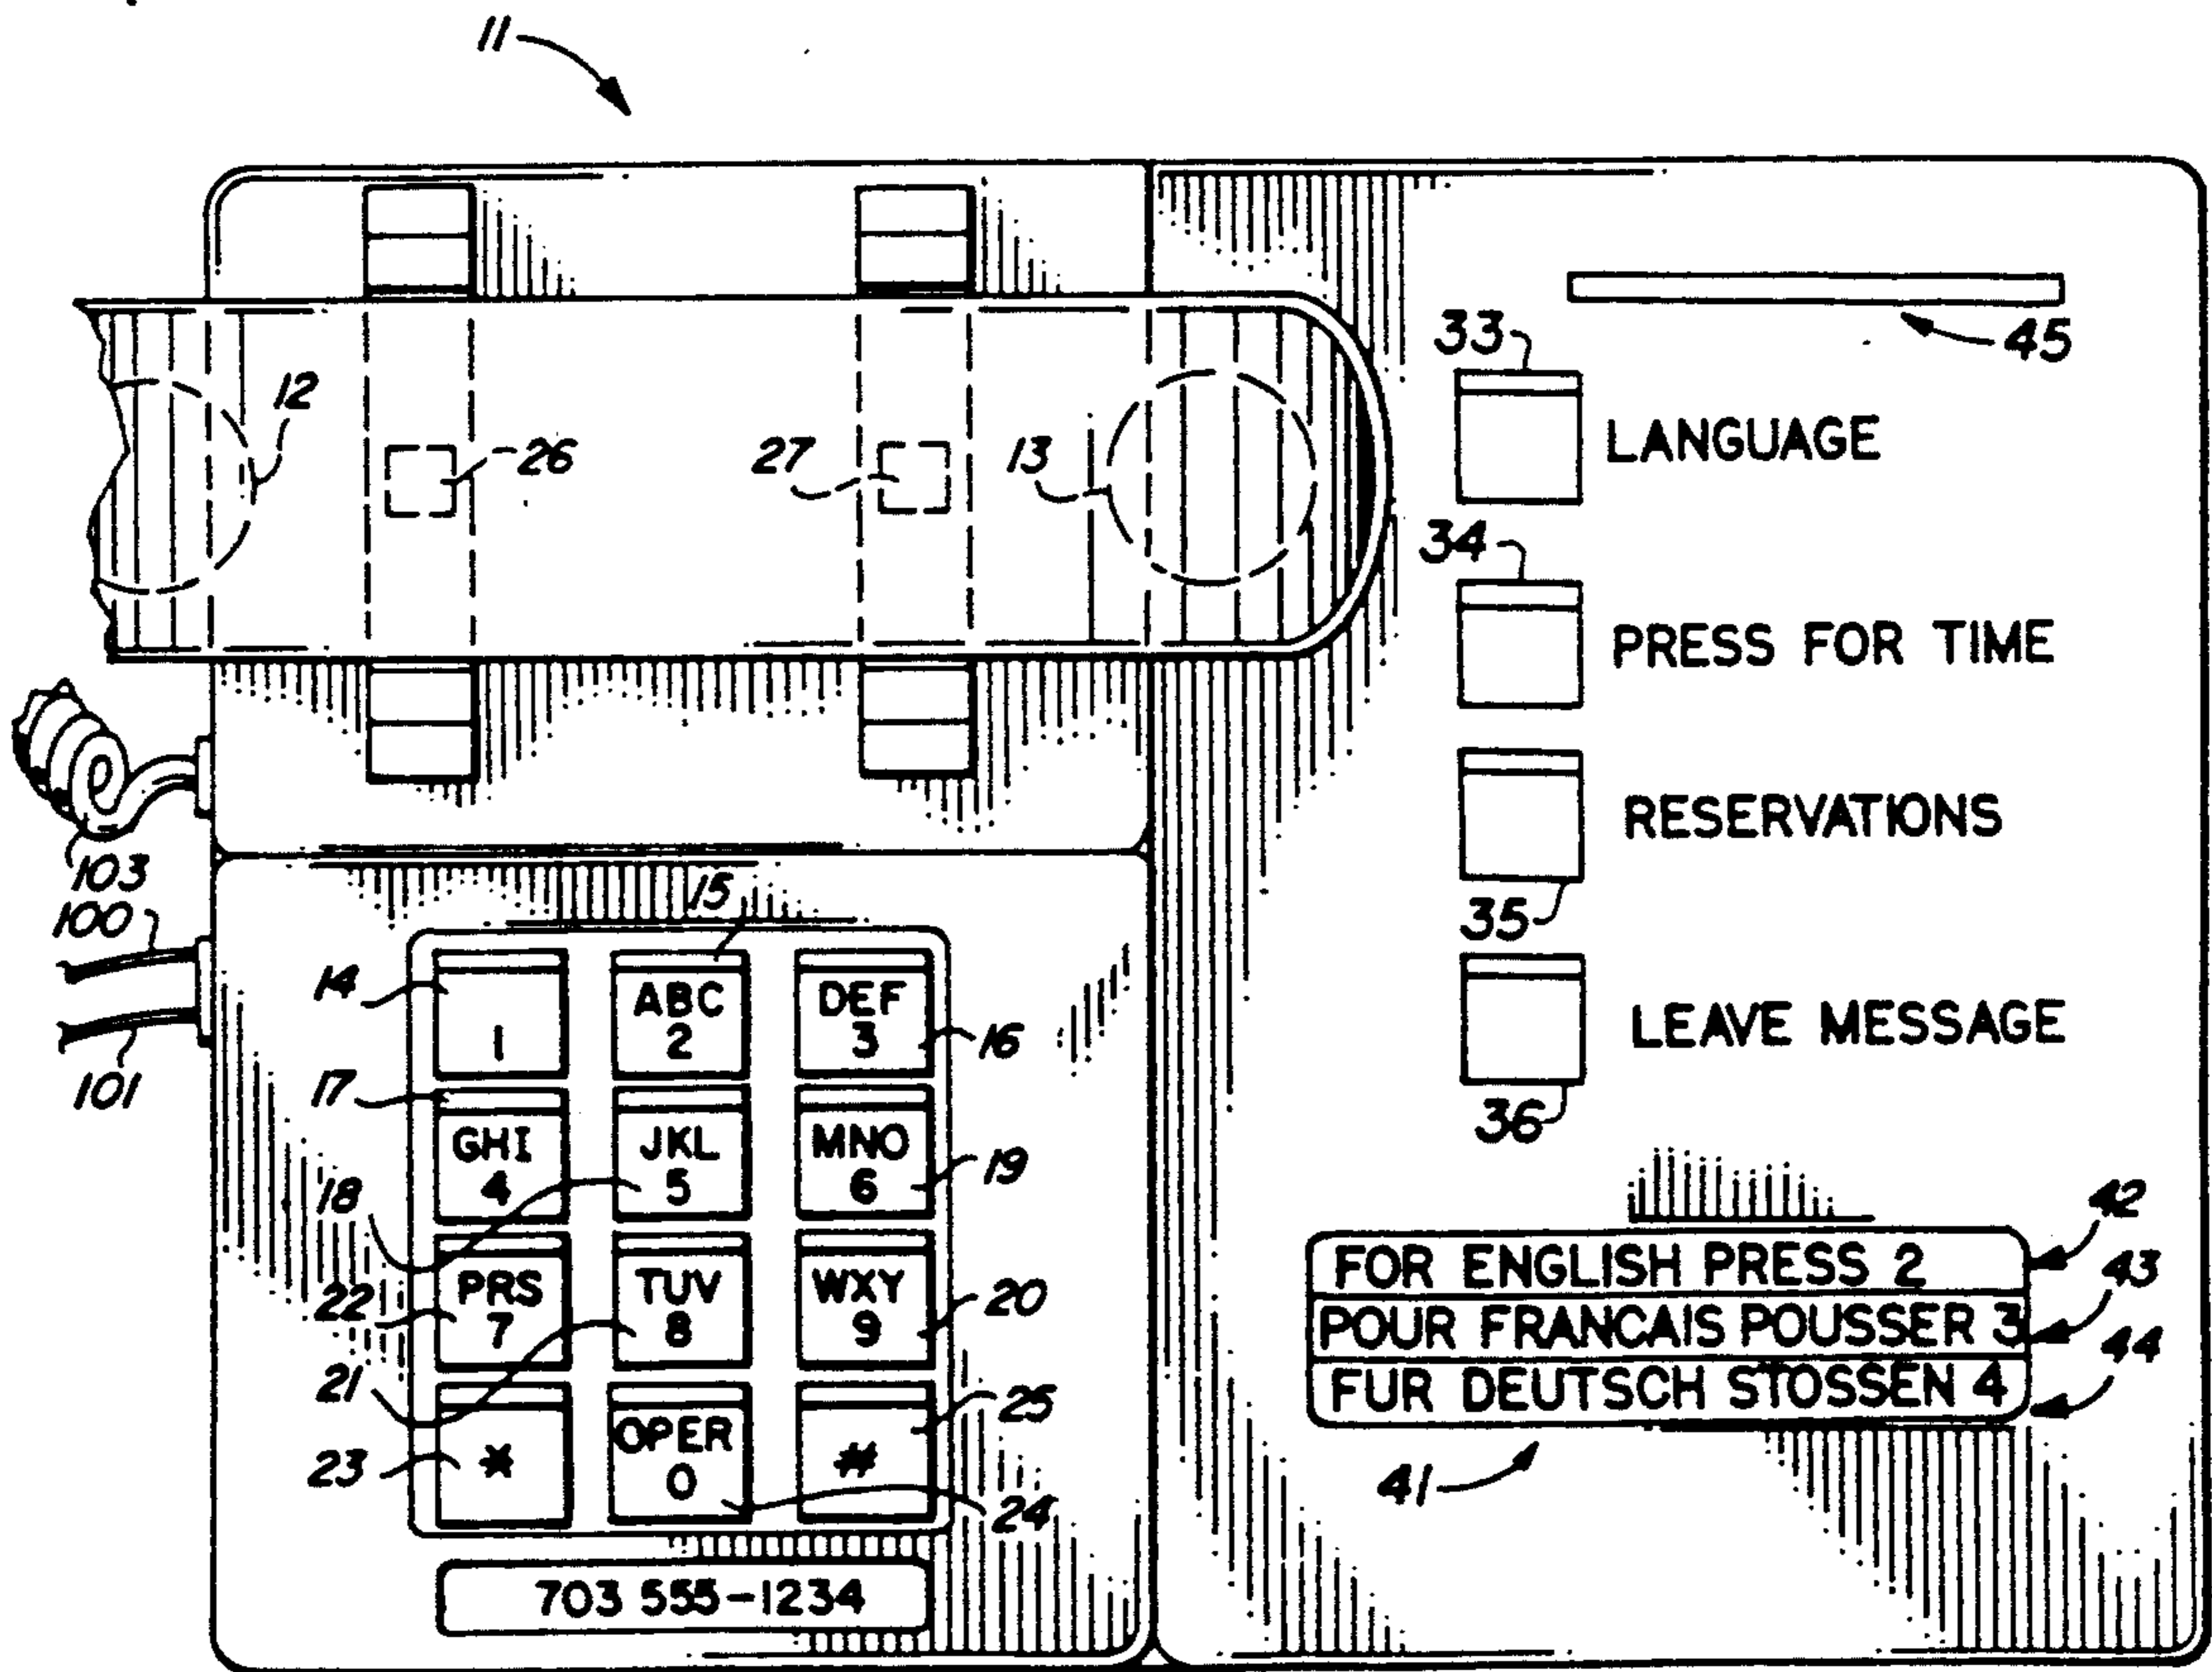 11
45
33
LANGUAGE
12
26
27
13
34
PRESS FOR TIME
RESERVATIONS
35
103
100
101
LEAVE MESSAGE
36
15
14
1
ABC
2
DEF
3
16
17
GHI
4
JKL
5
MNO
6
19
18
PRS
7
TUV
8
WXY
9
20
22
21
23
*
OPER
0
#
25
24
703 555-1234
FOR ENGLISH PRESS 2
42
POUR FRANCAIS POUSSER 3
43
FUR DEUTSCH STOSSEN 4
44
41